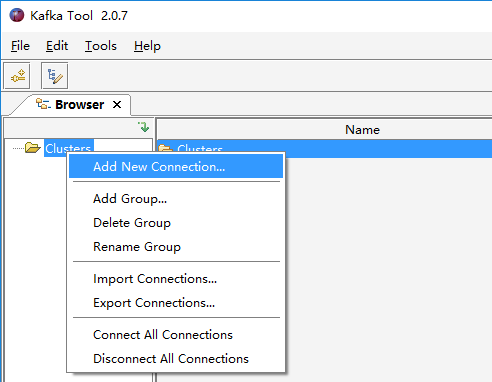 Kafka Tool 2.0.7
File Edit Tools Help
Browser
Name
Clusters
Clusters
Add New Connection...
Add Group...
Delete Group
Rename Group
Import Connections...
Export Connections...
Connect All Connections
Disconnect All Connections